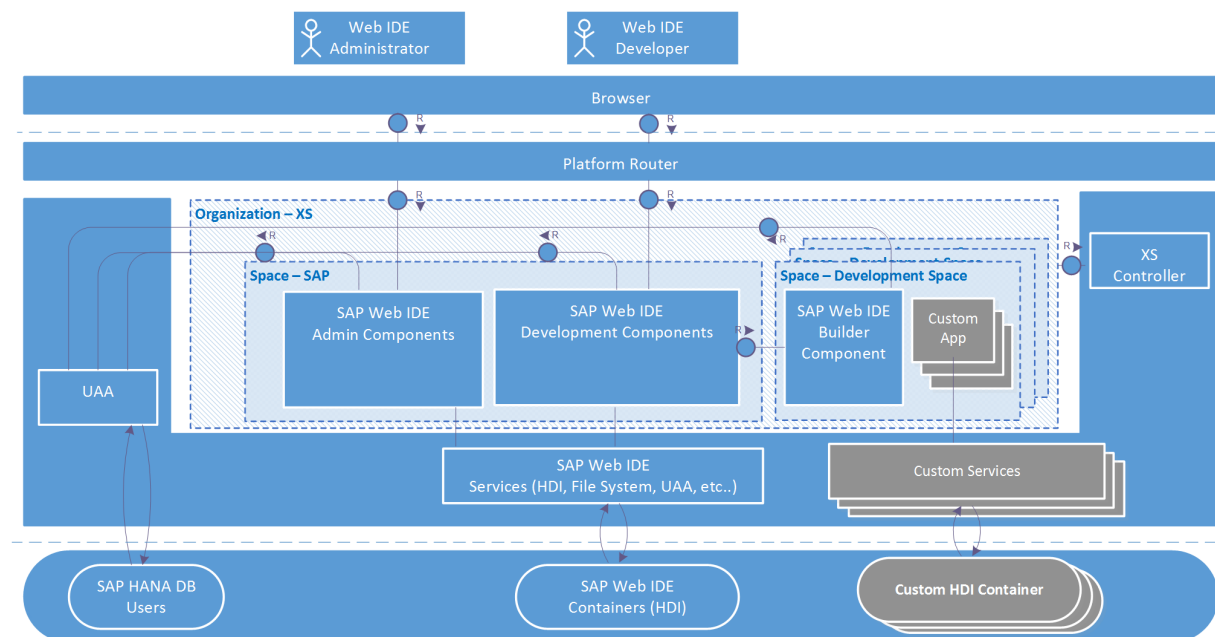 Web IDE
Administrator
Web IDE
Developer
Browser
R
R
Platform Router
R
R
Organization – XS
R
R
R
R
XS
Controller
Space – SAP
Space – Development Space
Space – Development Space
SAP Web IDE
Admin Components
SAP Web IDE
Development Components
R
SAP Web IDE
Builder
Component
Custom
App
UAA
SAP Web IDE
Services (HDI, File System, UAA, etc..)
Custom Services
SAP HANA DB
Users
SAP Web IDE
Containers (HDI)
Custom HDI Container